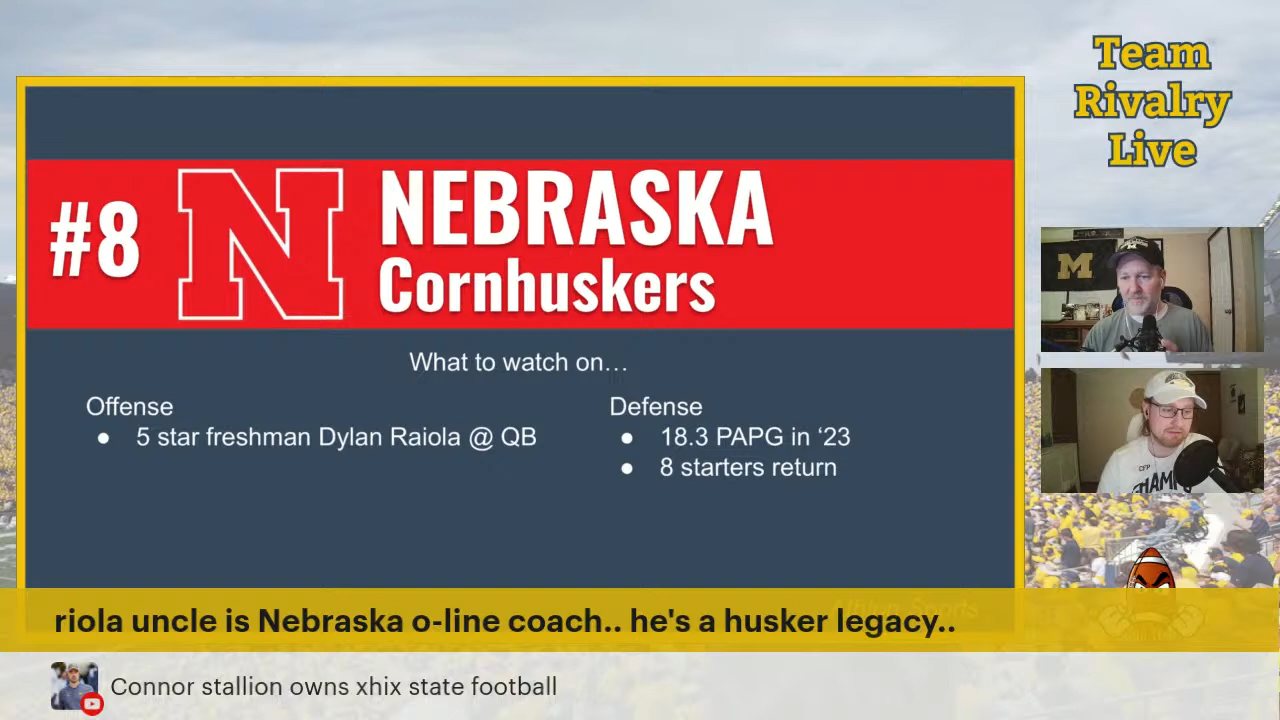 Team
Rivalry
Live
#8
N
NEBRASKA
Cornhuskers
What to watch on…
Offense
● 5 star freshman Dylan Raiola @ QB
Defense
● 18.3 PAPG in ‘23
● 8 starters return
M
CFP
riola uncle is Nebraska o-line coach.. he's a husker legacy..
Connor stallion owns xhix state football